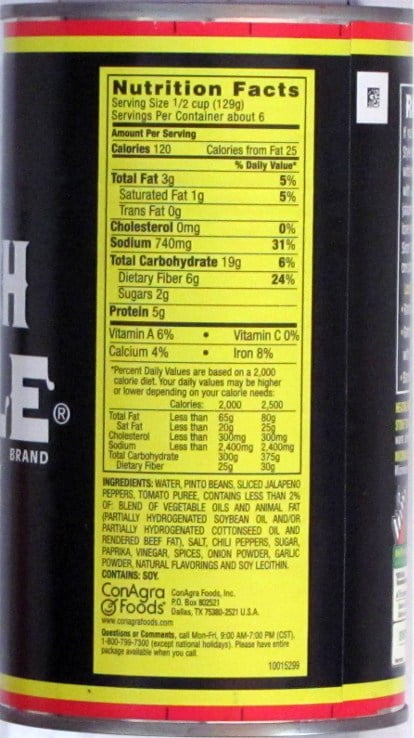 H
LE®
BRAND
Nutrition Facts
Serving Size 1/2 cup (129g)
Servings Per Container about 6
Amount Per Serving
Calories 120 Calories from Fat 25
% Daily Value*
Total Fat 3g 5%
Saturated Fat 1g 5%
Trans Fat 0g
Cholesterol 0mg 0%
Sodium 740mg 31%
Total Carbohydrate 19g 6%
Dietary Fiber 6g 24%
Sugars 2g
Protein 5g
Vitamin A 6% • Vitamin C 0%
Calcium 4% • Iron 8%
*Percent Daily Values are based on a 2,000
calorie diet. Your daily values may be higher
or lower depending on your calorie needs:
Calories: 2,000 2,500
Total Fat Less than 65g 80g
Sat Fat Less than 20g 25g
Cholesterol Less than 300mg 300mg
Sodium Less than 2,400mg 2,400mg
Total Carbohydrate 300g 375g
Dietary Fiber 25g 30g
INGREDIENTS: WATER, PINTO BEANS, SLICED JALAPENO
PEPPERS, TOMATO PUREE, CONTAINS LESS THAN 2%
OF: BLEND OF VEGETABLE OILS AND ANIMAL FAT
(PARTIALLY HYDROGENATED SOYBEAN OIL AND/OR
PARTIALLY HYDROGENATED COTTONSEED OIL AND
RENDERED BEEF FAT), SALT, CHILI PEPPERS, SUGAR,
PAPRIKA, VINEGAR, SPICES, ONION POWDER, GARLIC
POWDER, NATURAL FLAVORINGS AND SOY LECITHIN.
CONTAINS: SOY.
ConAgra Foods®
ConAgra Foods, Inc.
P.O. Box 802521
Dallas, TX 75380-2521 U.S.A.
www.conagrafoods.com
Questions or Comments, call Mon-Fri, 9:00 AM-7:00 PM (CST),
1-800-799-7300 (except national holidays). Please have entire
package available when you call.
10015299